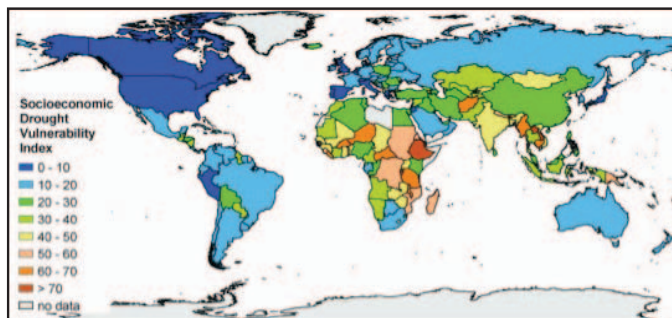 Socioeconomic
Drought
Vulnerability
Index
0 - 10
10 - 20
20 - 30
30 - 40
40 - 50
50 - 60
60 - 70
> 70
no data